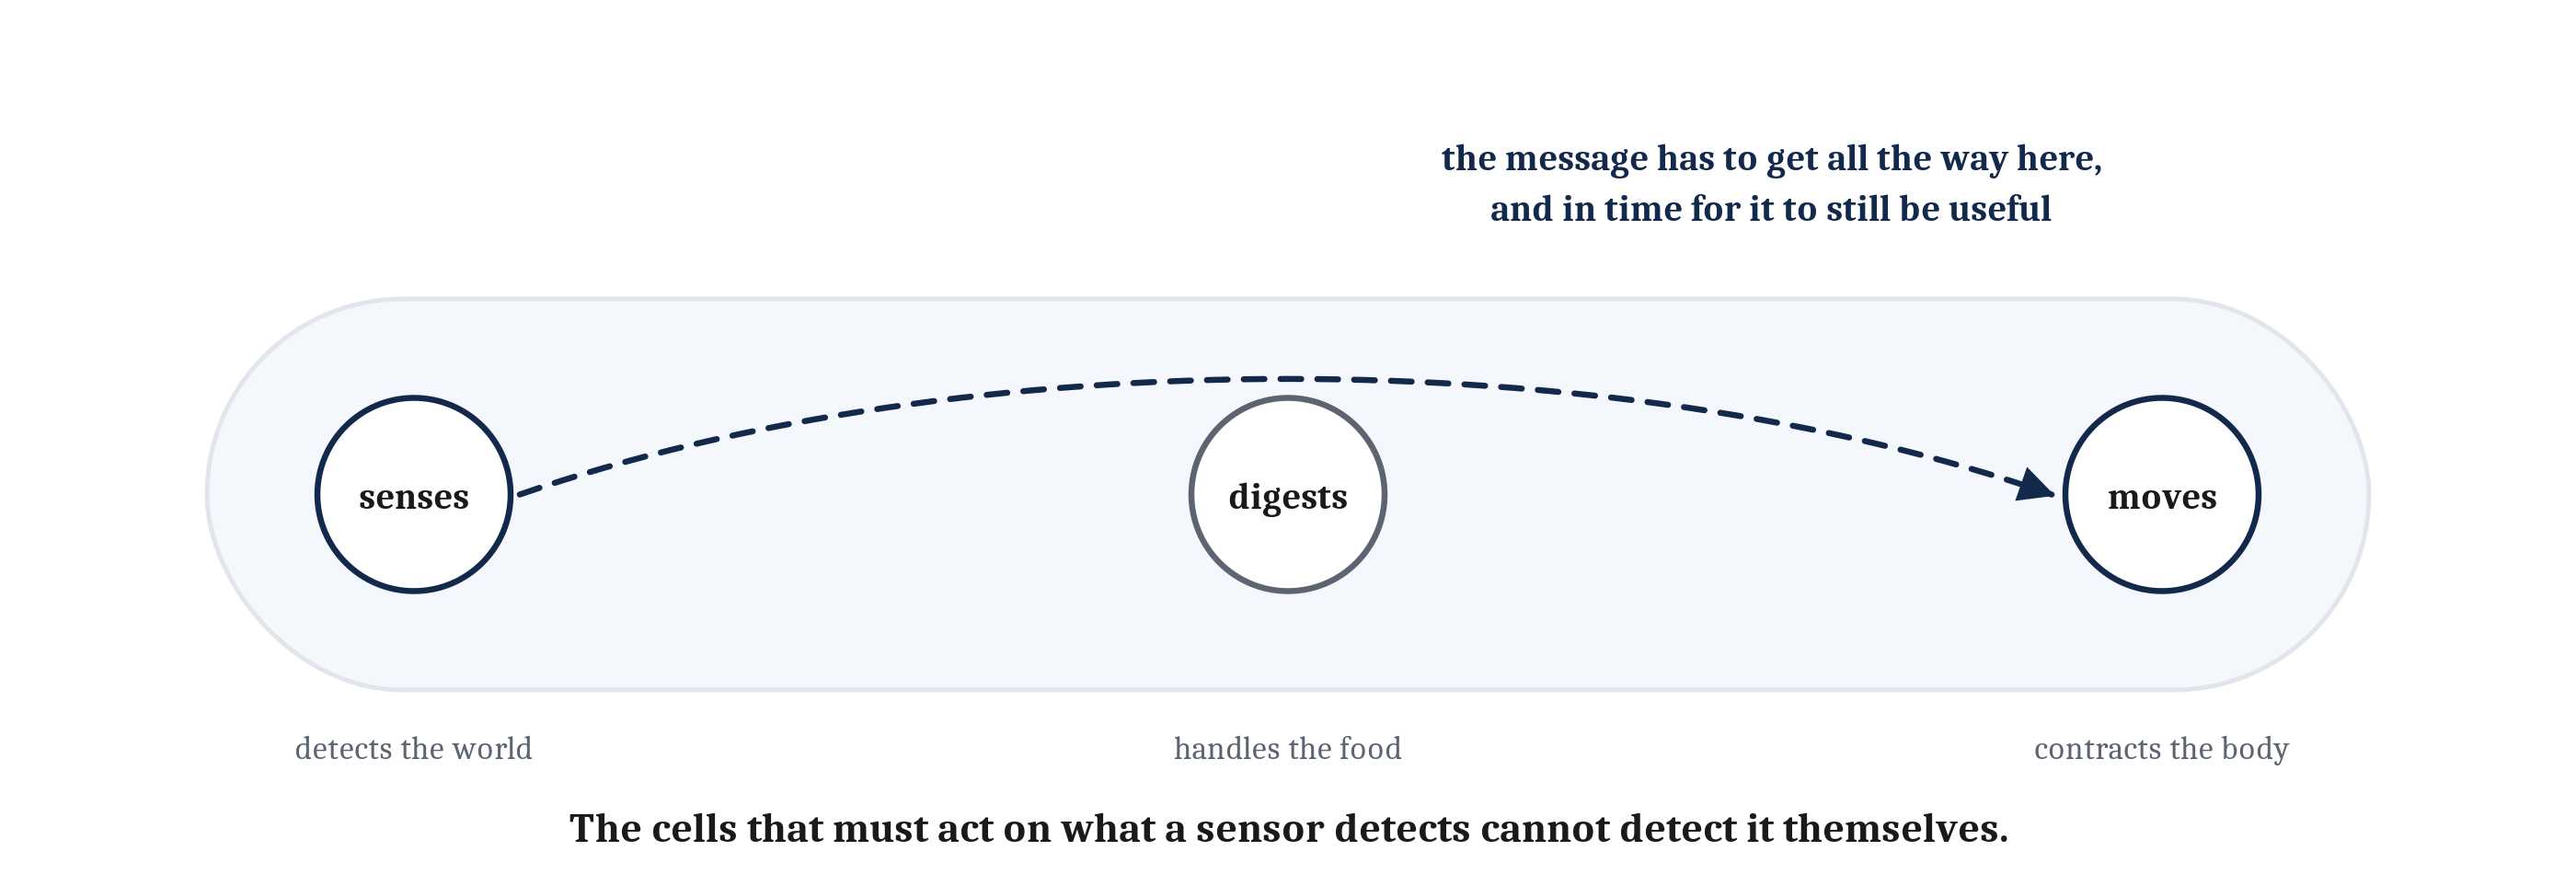 the message has to get all the way here,
and in time for it to still be useful
senses
digests
moves
detects the world
handles the food
contracts the body
The cells that must act on what a sensor detects cannot detect it themselves.